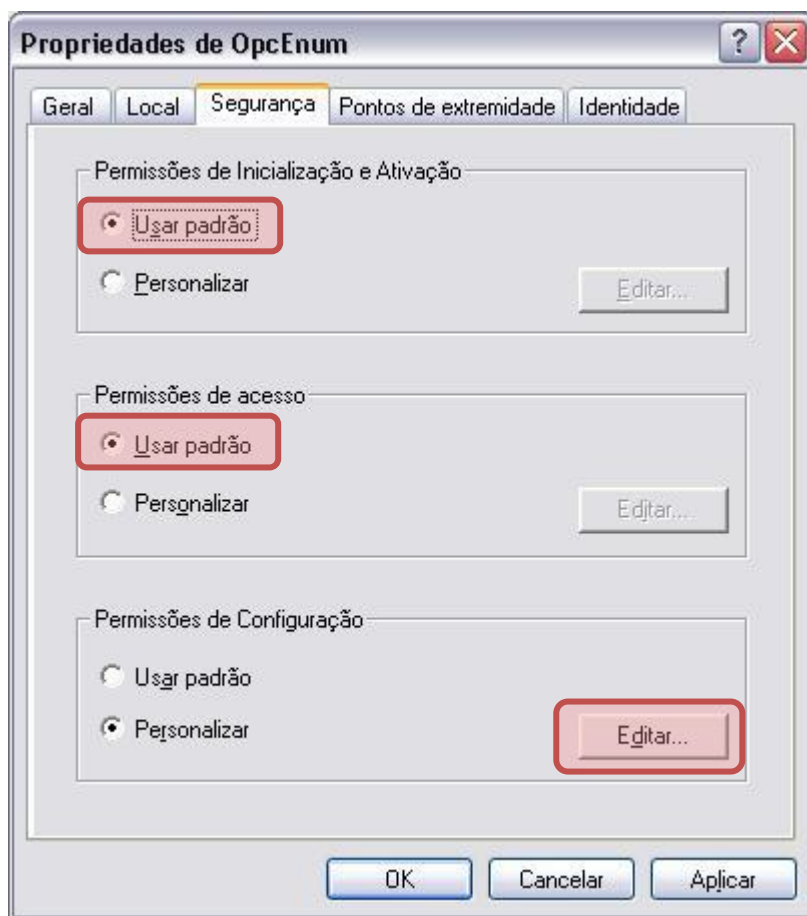 Propriedades de OpcEnum
Geral Local Segurança Pontos de extremidade Identidade
Permissões de Inicialização e Ativação
Usar padrão
Personalizar
Editar...
Permissões de acesso
Usar padrão
Personalizar
Editar...
Permissões de Configuração
Usar padrão
Personalizar
Editar...
OK Cancelar Aplicar